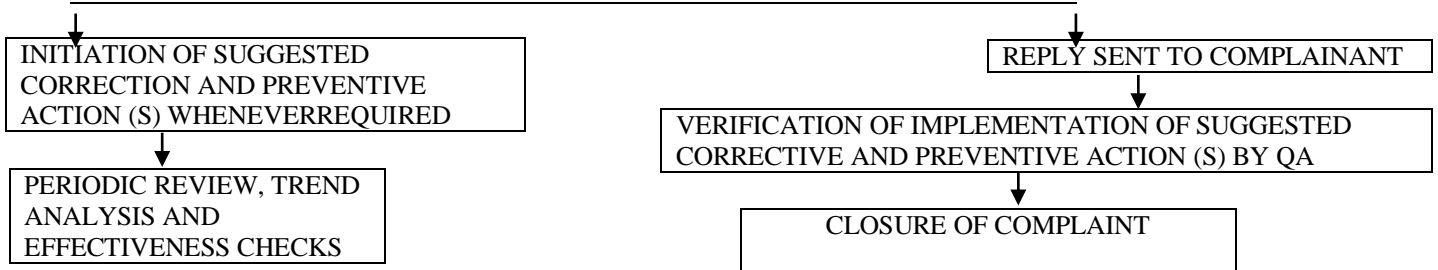 INITIATION OF SUGGESTED
CORRECTION AND PREVENTIVE
ACTION (S) WHENEVERREQUIRED
PERIODIC REVIEW, TREND
ANALYSIS AND
EFFECTIVENESS CHECKS
REPLY SENT TO COMPLAINANT
VERIFICATION OF IMPLEMENTATION OF SUGGESTED
CORRECTIVE AND PREVENTIVE ACTION (S) BY QA
CLOSURE OF COMPLAINT